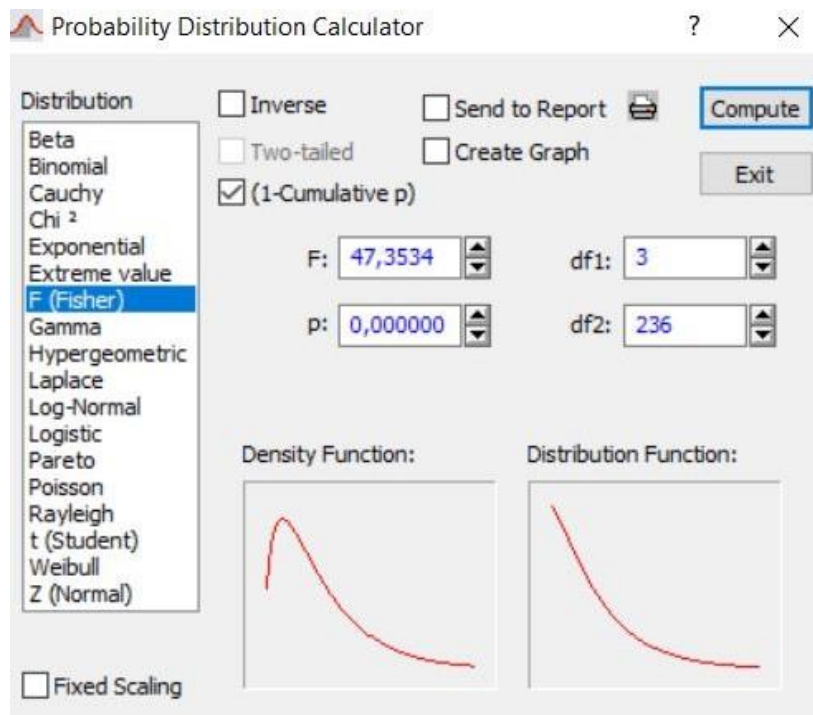 Probability Distribution Calculator ? ×
Distribution
Beta
Binomial
Cauchy
Chi ²
Exponential
Extreme value
F (Fisher)
Gamma
Hypergeometric
Laplace
Log-Normal
Logistic
Pareto
Poisson
Rayleigh
t (Student)
Weibull
Z (Normal)
Fixed Scaling
Inverse
Send to Report
Compute
Two-tailed
Create Graph
Exit
(1-Cumulative p)
F: 47,3534
df1: 3
p: 0,000000
df2: 236
Density Function:
Distribution Function: